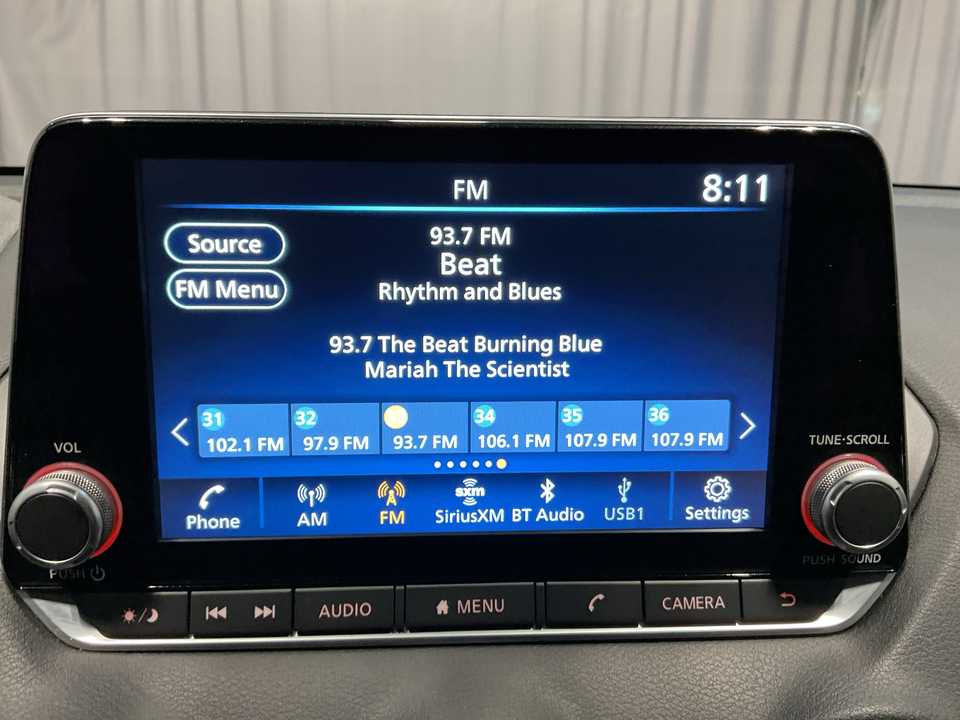 FM
8:11
Source
93.7 FM
Beat
FM Menu
Rhythm and Blues
93.7 The Beat Burning Blue
Mariah The Scientist
31 32 34 35 36
102.1 FM 97.9 FM 93.7 FM 106.1 FM 107.9 FM 107.9 FM
VOL
TUNE·SCROLL
sxm
Phone AM FM SiriusXM BT Audio USB1 Settings
PUSH
PUSH SOUND
AUDIO MENU CAMERA